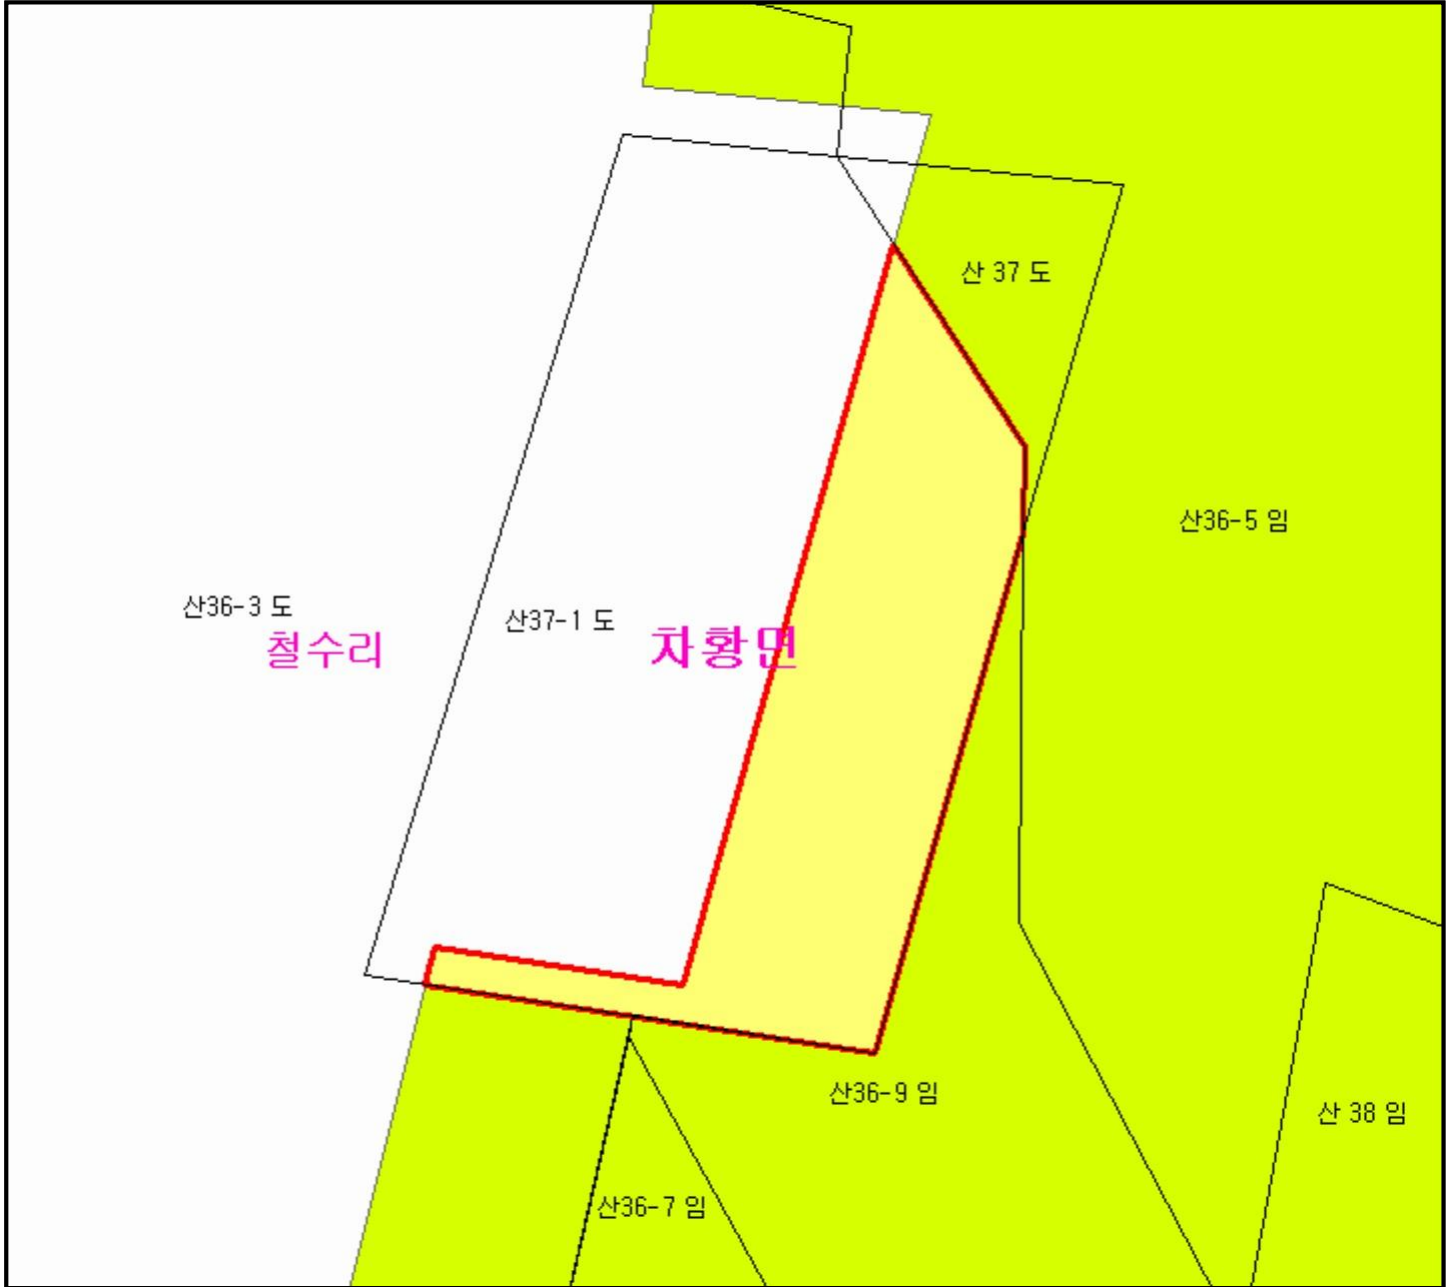 산 37 도
산36-5 임
산36-3 도
산37-1 도
철수리
차황면
산36-9 임
산 38 임
산36-7 임